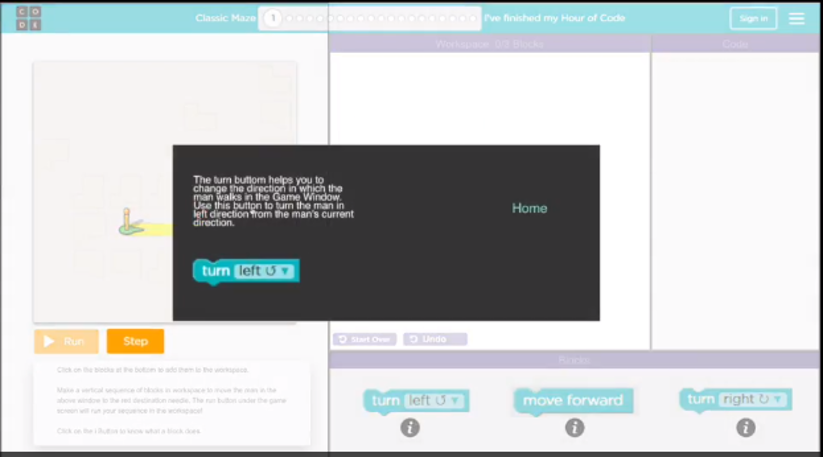 C O
D E
Classic Maze
1
I've finished my Hour of Code
Sign in
Workspace: 0/3 Blocks
Code
The turn buttom helps you to
change the direction in which the
man walks in the Game Window.
Use this button to turn the man in
left direction from the man's current
direction.
Home
turn left
Run
Step
Start Over
Undo
Click on the blocks at the bottom to add them to the workspace.
Make a vertical sequence of blocks in workspace to move the man in the
above window to the red destination needle. The run button under the game
screen will run your sequence in the workspace!
Click on the i Button to know what a block does.
Blocks
turn left
move forward
turn right
i
i
i